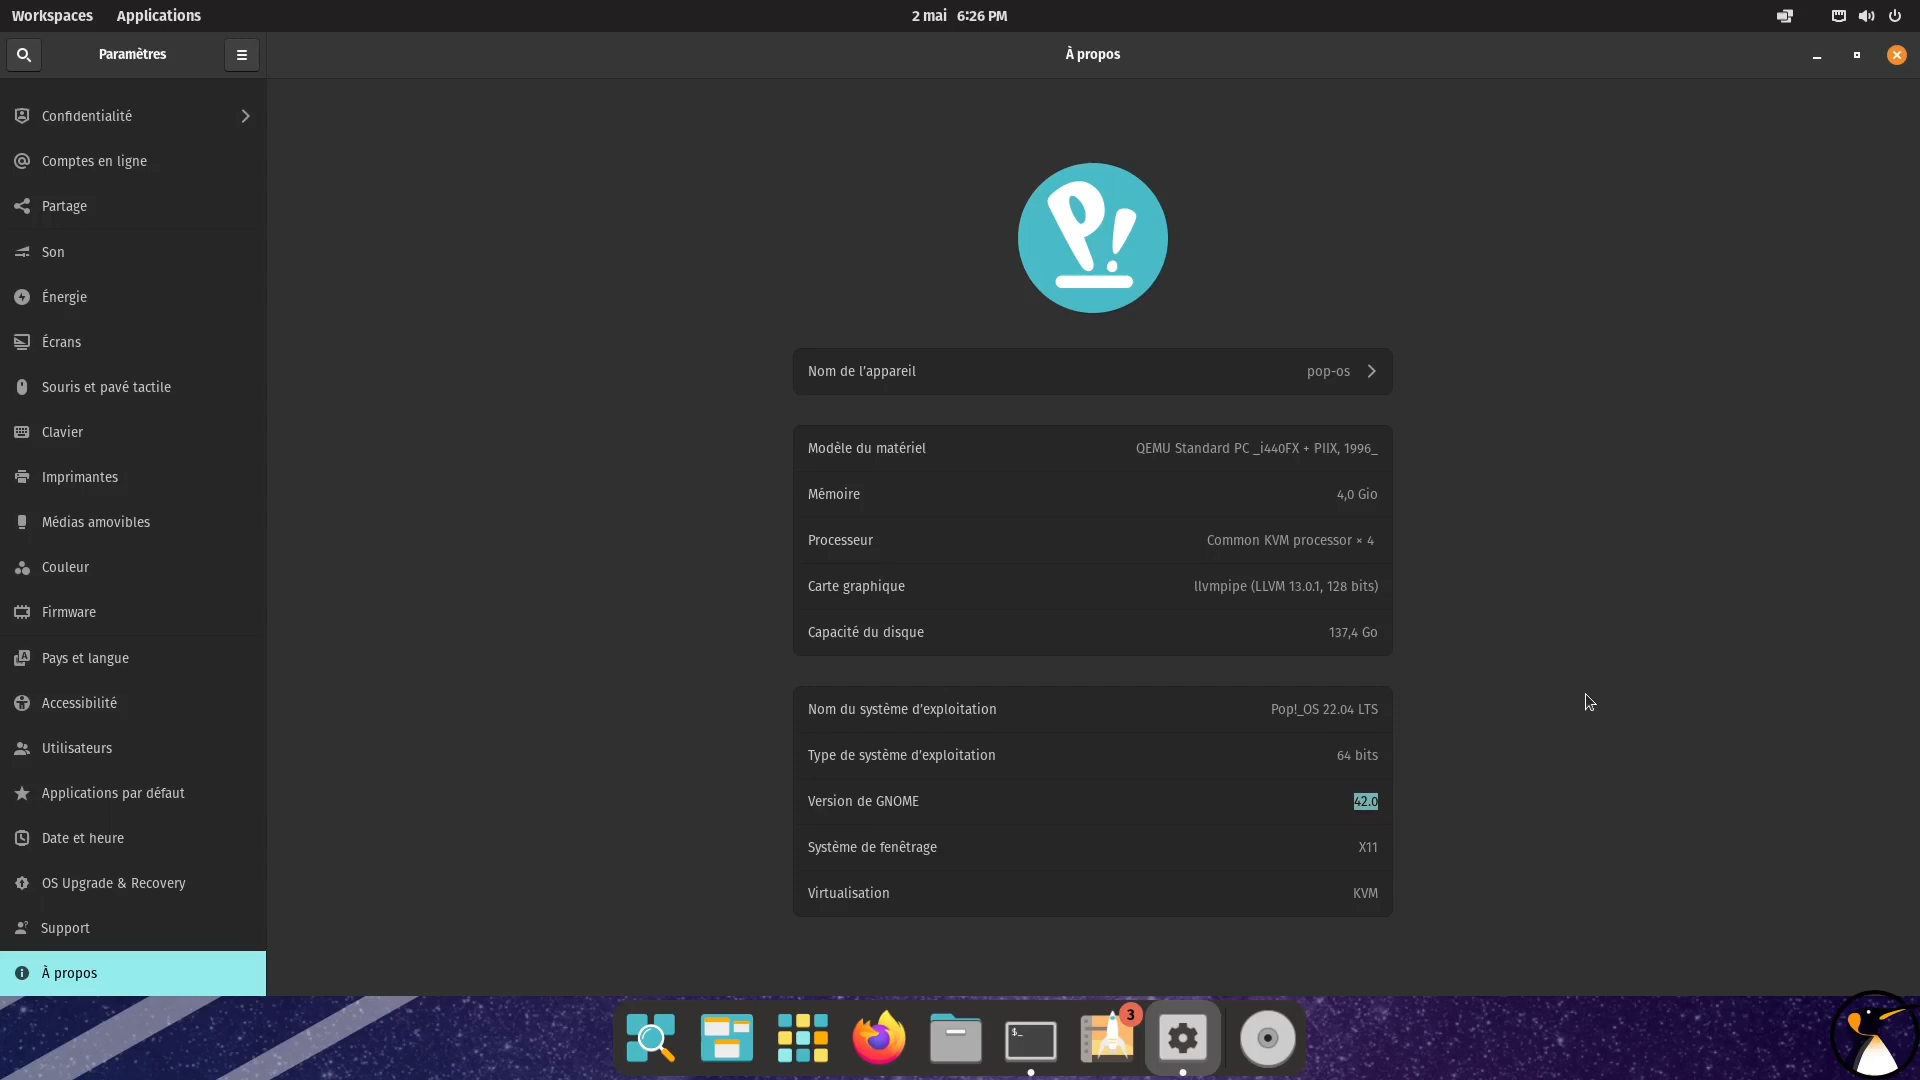 Workspaces Applications 2 mai 6:26 PM
Paramètres À propos
Confidentialité
Comptes en ligne
Partage
Son
Énergie
Écrans
Souris et pavé tactile
Clavier
Imprimantes
Médias amovibles
Couleur
Firmware
Pays et langue
Accessibilité
Utilisateurs
Applications par défaut
Date et heure
OS Upgrade & Recovery
Support
À propos
P!
Nom de l'appareil pop-os
Modèle du matériel QEMU Standard PC _i440FX + PIIX, 1996_
Mémoire 4,0 Gio
Processeur Common KVM processor × 4
Carte graphique llvmpipe (LLVM 13.0.1, 128 bits)
Capacité du disque 137,4 Go
Nom du système d'exploitation Pop!_OS 22.04 LTS
Type de système d'exploitation 64 bits
Version de GNOME 42.0
Système de fenêtrage X11
Virtualisation KVM
$_
3